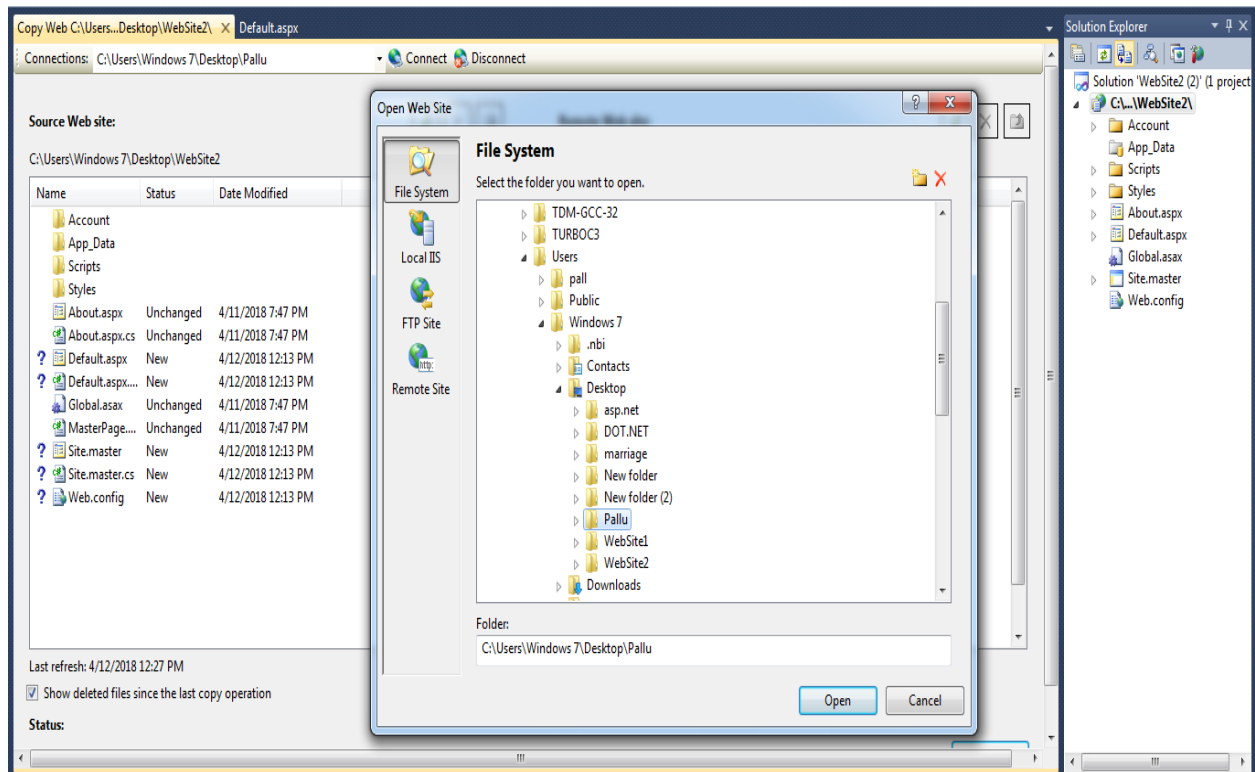 Copy Web C:\Users...Desktop\WebSite2\ Default.aspx
Connections: C:\Users\Windows 7\Desktop\Pallu Connect Disconnect
Source Web site:
C:\Users\Windows 7\Desktop\WebSite2
Name Status Date Modified
Account
App_Data
Scripts
Styles
About.aspx Unchanged 4/11/2018 7:47 PM
About.aspx.cs Unchanged 4/11/2018 7:47 PM
? Default.aspx New 4/12/2018 12:13 PM
? Default.aspx.... New 4/12/2018 12:13 PM
Global.asax Unchanged 4/11/2018 7:47 PM
MasterPage.... Unchanged 4/11/2018 7:47 PM
? Site.master New 4/12/2018 12:13 PM
? Site.master.cs New 4/12/2018 12:13 PM
? Web.config New 4/12/2018 12:13 PM
Last refresh: 4/12/2018 12:27 PM
Show deleted files since the last copy operation
Status:
Open Web Site
File System
Local IIS
FTP Site
http:
Remote Site
File System
Select the folder you want to open.
TDM-GCC-32
TURBOC3
Users
pall
Public
Windows 7
.nbi
Contacts
Desktop
asp.net
DOT.NET
marriage
New folder
New folder (2)
Pallu
WebSite1
WebSite2
Downloads
Folder:
C:\Users\Windows 7\Desktop\Pallu
Open Cancel
Solution Explorer
Solution 'WebSite2 (2)' (1 project
C:\...\WebSite2\
Account
App_Data
Scripts
Styles
About.aspx
Default.aspx
Global.asax
Site.master
Web.config